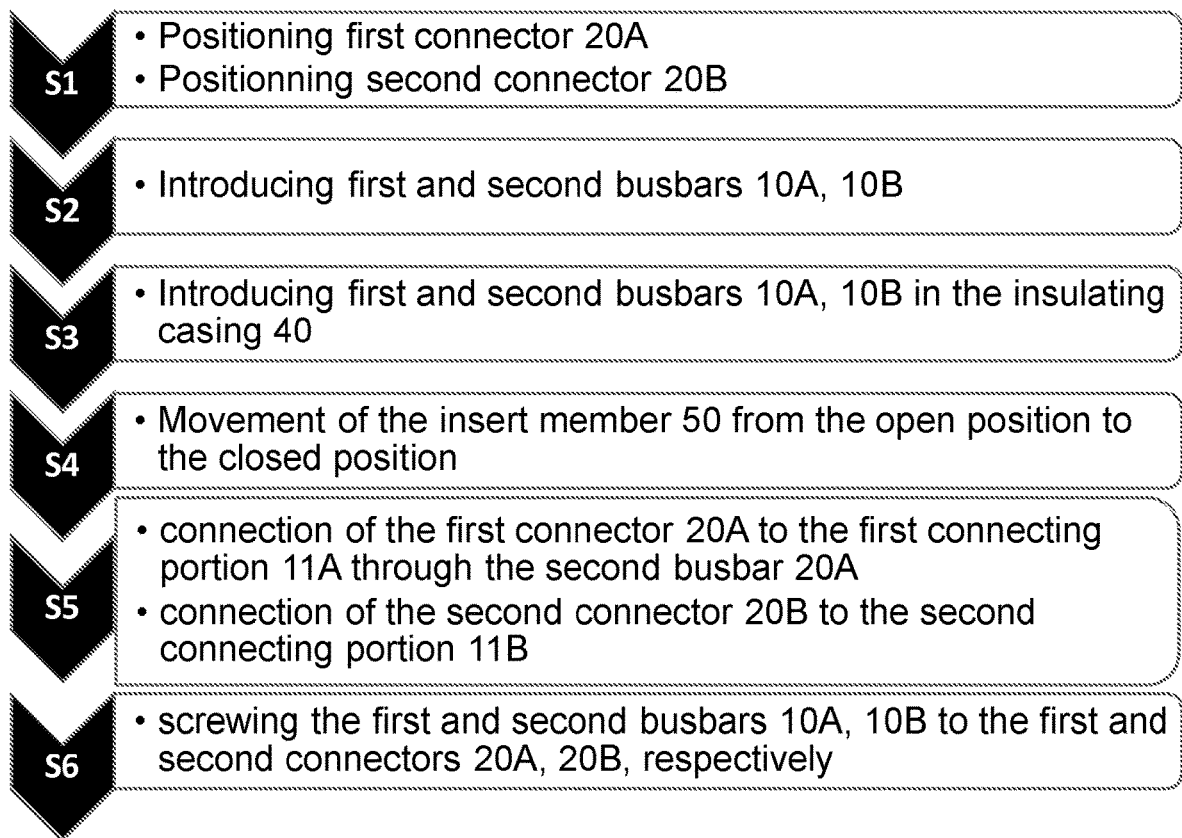 S1
• Positioning first connector 20A
• Positionning second connector 20B
S2
• Introducing first and second busbars 10A, 10B
S3
• Introducing first and second busbars 10A, 10B in the insulating
casing 40
S4
• Movement of the insert member 50 from the open position to
the closed position
S5
• connection of the first connector 20A to the first connecting
portion 11A through the second busbar 20A
• connection of the second connector 20B to the second
connecting portion 11B
S6
• screwing the first and second busbars 10A, 10B to the first and
second connectors 20A, 20B, respectively